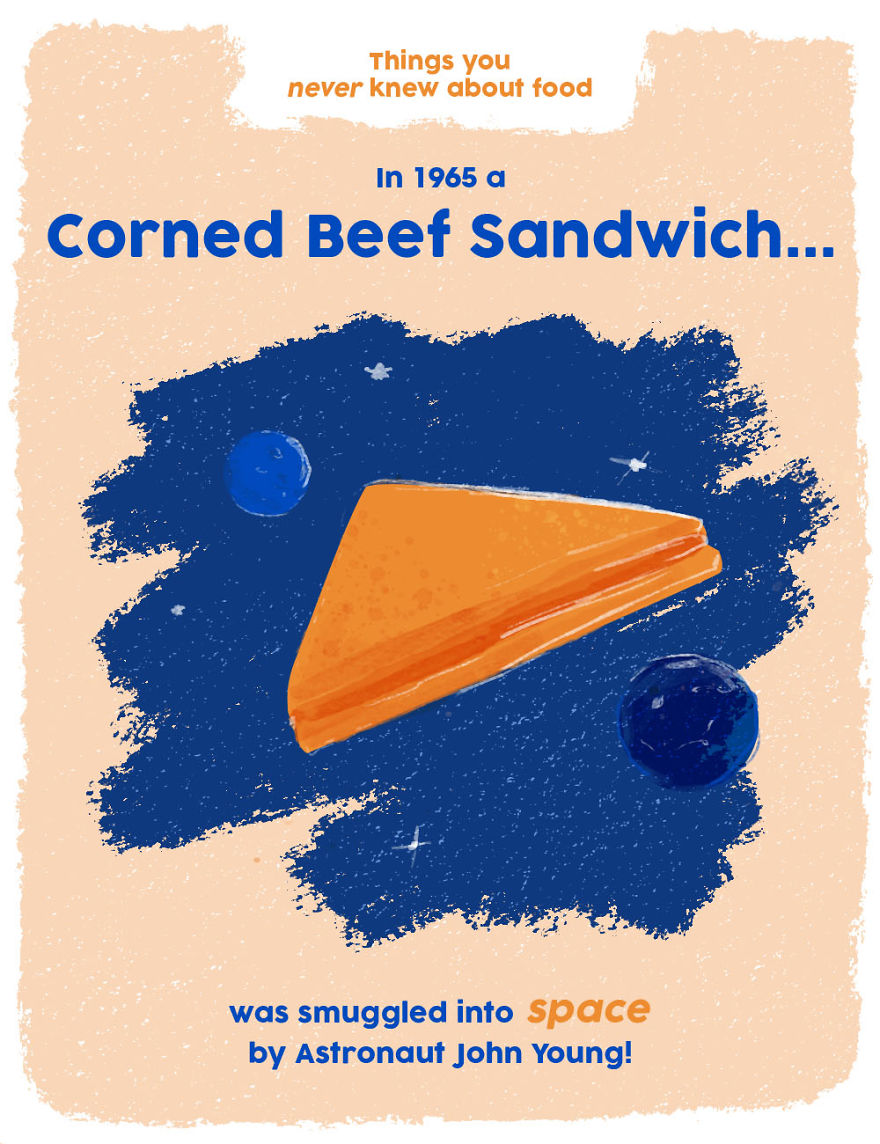 Things you
never knew about food
In 1965 a
Corned Beef Sandwich...
was smuggled into space
by Astronaut John Young!